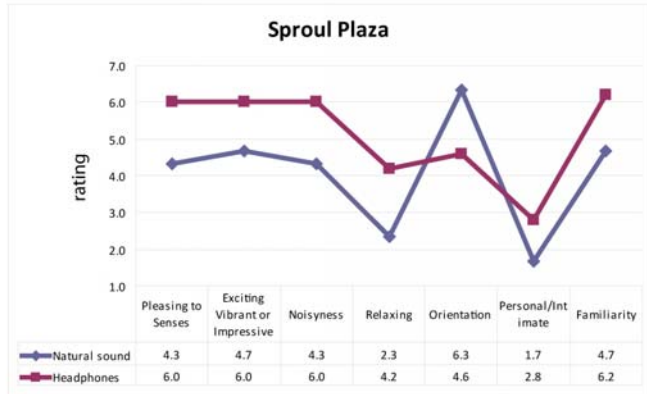 Sproul Plaza
rating
7.0
6.0
5.0
4.0
3.0
2.0
1.0
Pleasing to
Senses
Exciting
Vibrant or
Impressive
Noisyness
Relaxing
Orientation
Personal/Int
imate
Familiarity
Natural sound 4.3 4.7 4.3 2.3 6.3 1.7 4.7
Headphones 6.0 6.0 6.0 4.2 4.6 2.8 6.2